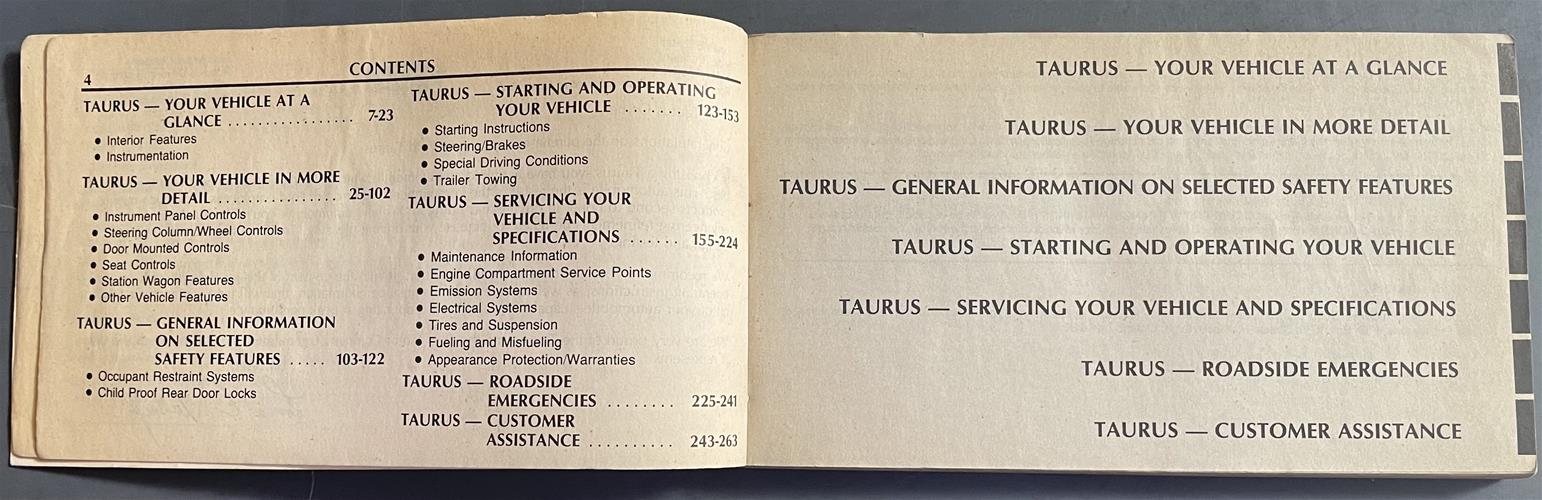 4
CONTENTS
TAURUS — YOUR VEHICLE AT A
GLANCE ................ 7-23
• Interior Features
• Instrumentation
TAURUS — YOUR VEHICLE IN MORE
DETAIL ............... 25-102
• Instrument Panel Controls
• Steering Column/Wheel Controls
• Door Mounted Controls
• Seat Controls
• Station Wagon Features
• Other Vehicle Features
TAURUS — GENERAL INFORMATION
ON SELECTED
SAFETY FEATURES ..... 103-122
• Occupant Restraint Systems
• Child Proof Rear Door Locks
TAURUS — STARTING AND OPERATING
YOUR VEHICLE ....... 123-153
• Starting Instructions
• Steering/Brakes
• Special Driving Conditions
• Trailer Towing
TAURUS — SERVICING YOUR
VEHICLE AND
SPECIFICATIONS ...... 155-224
• Maintenance Information
• Engine Compartment Service Points
• Emission Systems
• Electrical Systems
• Tires and Suspension
• Fueling and Misfueling
• Appearance Protection/Warranties
TAURUS — ROADSIDE
EMERGENCIES ........ 225-241
TAURUS — CUSTOMER
ASSISTANCE .......... 243-263
TAURUS — YOUR VEHICLE AT A GLANCE
TAURUS — YOUR VEHICLE IN MORE DETAIL
TAURUS — GENERAL INFORMATION ON SELECTED SAFETY FEATURES
TAURUS — STARTING AND OPERATING YOUR VEHICLE
TAURUS — SERVICING YOUR VEHICLE AND SPECIFICATIONS
TAURUS — ROADSIDE EMERGENCIES
TAURUS — CUSTOMER ASSISTANCE